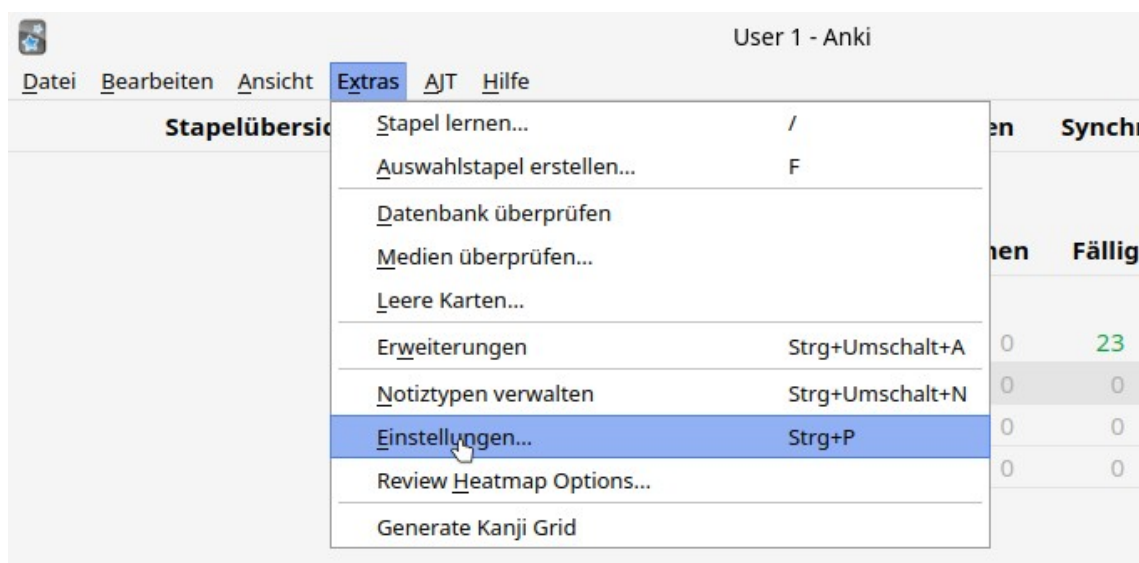 User 1 - Anki
Datei Bearbeiten Ansicht Extras AJT Hilfe
Stapel lernen... /
Auswahlstapel erstellen... F
Datenbank überprüfen
Medien überprüfen...
Leere Karten...
Erweiterungen Strg+Umschalt+A 0 23
Notiztypen verwalten Strg+Umschalt+N 0 0
Einstellungen... Strg+P 0 0
Review Heatmap Options... 0 0
Generate Kanji Grid